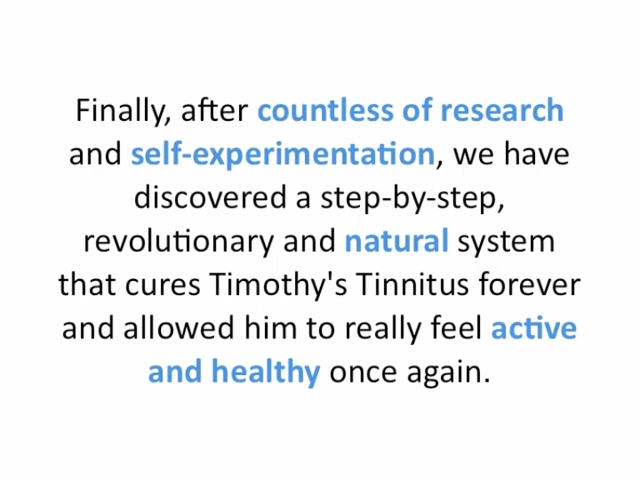 Finally, after countless of research
and self-experimentation, we have
discovered a step-by-step,
revolutionary and natural system
that cures Timothy's Tinnitus forever
and allowed him to really feel active
and healthy once again.